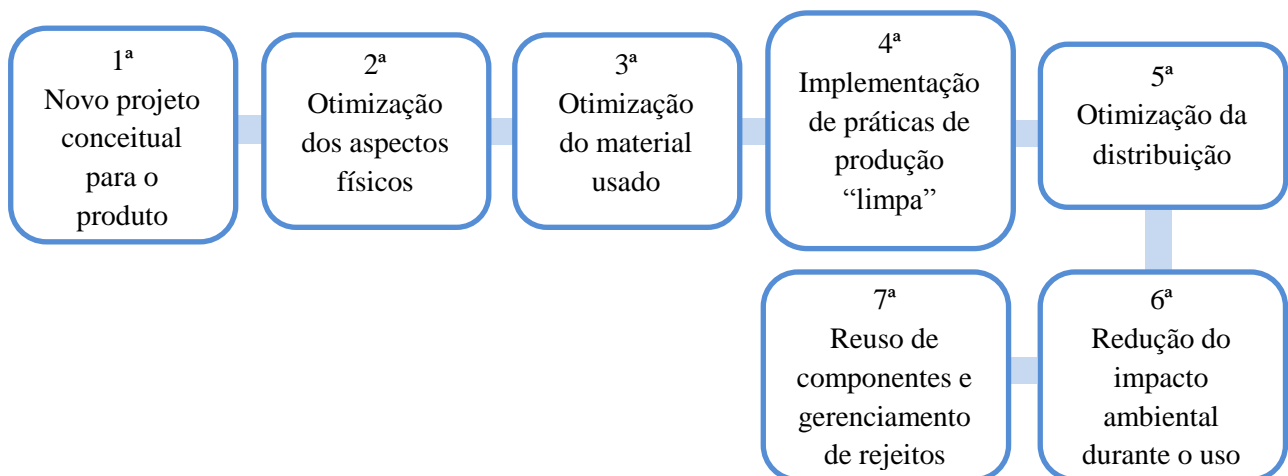 1ª
Novo projeto
conceitual
para o
produto
2ª
Otimização
dos aspectos
físicos
3ª
Otimização
do material
usado
4ª
Implementação
de práticas de
produção
“limpa”
5ª
Otimização da
distribuição
6ª
Redução do
impacto
ambiental
durante o uso
7ª
Reuso de
componentes e
gerenciamento
de rejeitos